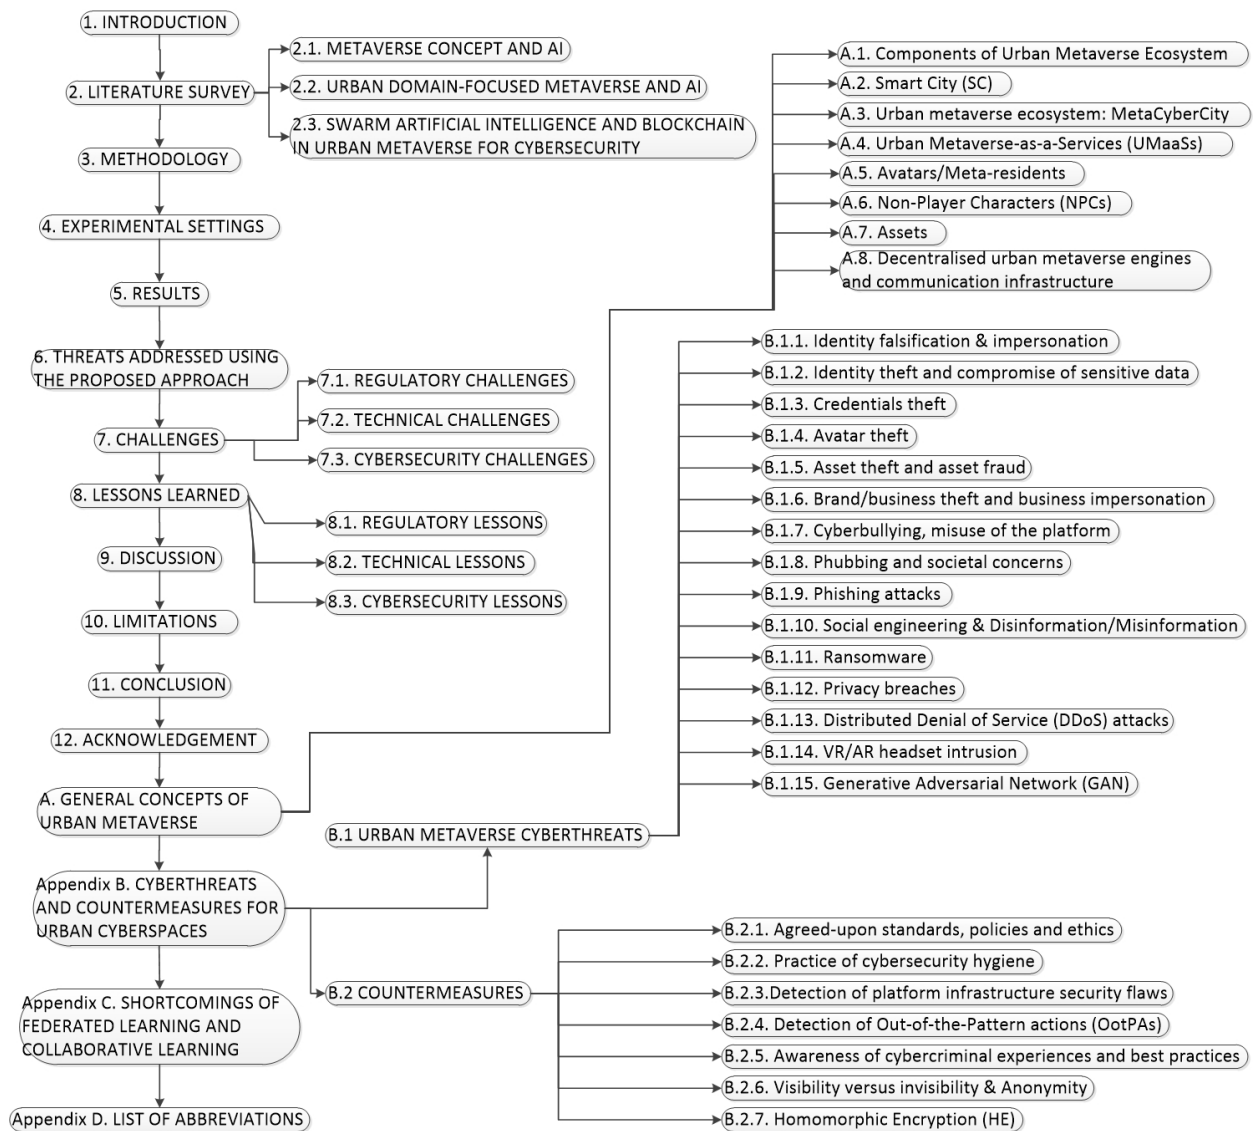 1. INTRODUCTION
2. LITERATURE SURVEY
2.1. METAVERSE CONCEPT AND AI
2.2. URBAN DOMAIN-FOCUSED METAVERSE AND AI
2.3. SWARM ARTIFICIAL INTELLIGENCE AND BLOCKCHAIN
IN URBAN METAVERSE FOR CYBERSECURITY
3. METHODOLOGY
4. EXPERIMENTAL SETTINGS
5. RESULTS
6. THREATS ADDRESSED USING
THE PROPOSED APPROACH
7. CHALLENGES
7.1. REGULATORY CHALLENGES
7.2. TECHNICAL CHALLENGES
7.3. CYBERSECURITY CHALLENGES
8. LESSONS LEARNED
8.1. REGULATORY LESSONS
8.2. TECHNICAL LESSONS
8.3. CYBERSECURITY LESSONS
9. DISCUSSION
10. LIMITATIONS
11. CONCLUSION
12. ACKNOWLEDGEMENT
A. GENERAL CONCEPTS OF
URBAN METAVERSE
A.1. Components of Urban Metaverse Ecosystem
A.2. Smart City (SC)
A.3. Urban metaverse ecosystem: MetaCyberCity
A.4. Urban Metaverse-as-a-Services (UMaaSs)
A.5. Avatars/Meta-residents
A.6. Non-Player Characters (NPCs)
A.7. Assets
A.8. Decentralised urban metaverse engines
and communication infrastructure
Appendix B. CYBERTHREATS
AND COUNTERMEASURES FOR
URBAN CYBERSPACES
B.1 URBAN METAVERSE CYBERTHREATS
B.1.1. Identity falsification & impersonation
B.1.2. Identity theft and compromise of sensitive data
B.1.3. Credentials theft
B.1.4. Avatar theft
B.1.5. Asset theft and asset fraud
B.1.6. Brand/business theft and business impersonation
B.1.7. Cyberbullying, misuse of the platform
B.1.8. Phubbing and societal concerns
B.1.9. Phishing attacks
B.1.10. Social engineering & Disinformation/Misinformation
B.1.11. Ransomware
B.1.12. Privacy breaches
B.1.13. Distributed Denial of Service (DDoS) attacks
B.1.14. VR/AR headset intrusion
B.1.15. Generative Adversarial Network (GAN)
B.2 COUNTERMEASURES
B.2.1. Agreed-upon standards, policies and ethics
B.2.2. Practice of cybersecurity hygiene
B.2.3.Detection of platform infrastructure security flaws
B.2.4. Detection of Out-of-the-Pattern actions (OotPAs)
B.2.5. Awareness of cybercriminal experiences and best practices
B.2.6. Visibility versus invisibility & Anonymity
B.2.7. Homomorphic Encryption (HE)
Appendix C. SHORTCOMINGS OF
FEDERATED LEARNING AND
COLLABORATIVE LEARNING
Appendix D. LIST OF ABBREVIATIONS